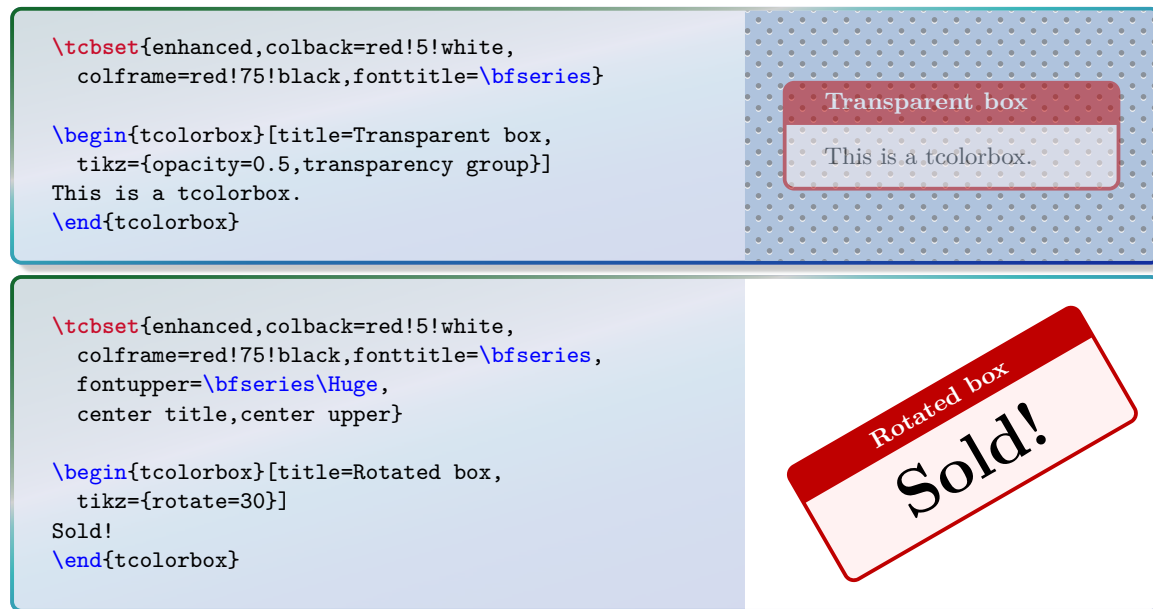 \tcbset{enhanced,colback=red!5!white,
  colframe=red!75!black,fonttitle=\bfseries}

\begin{tcolorbox}[title=Transparent box,
  tikz={opacity=0.5,transparency group}]
This is a tcolorbox.
\end{tcolorbox}
Transparent box
This is a tcolorbox.
\tcbset{enhanced,colback=red!5!white,
  colframe=red!75!black,fonttitle=\bfseries,
  fontupper=\bfseries\Huge,
  center title,center upper}

\begin{tcolorbox}[title=Rotated box,
  tikz={rotate=30}]
Sold!
\end{tcolorbox}
Rotated box
Sold!